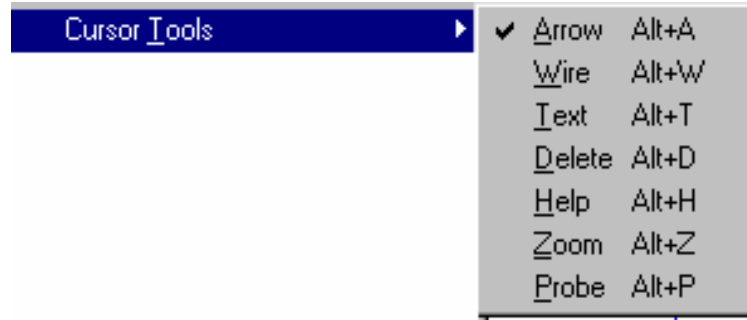 Cursor Tools
Arrow Alt+A
Wire Alt+W
Text Alt+T
Delete Alt+D
Help Alt+H
Zoom Alt+Z
Probe Alt+P